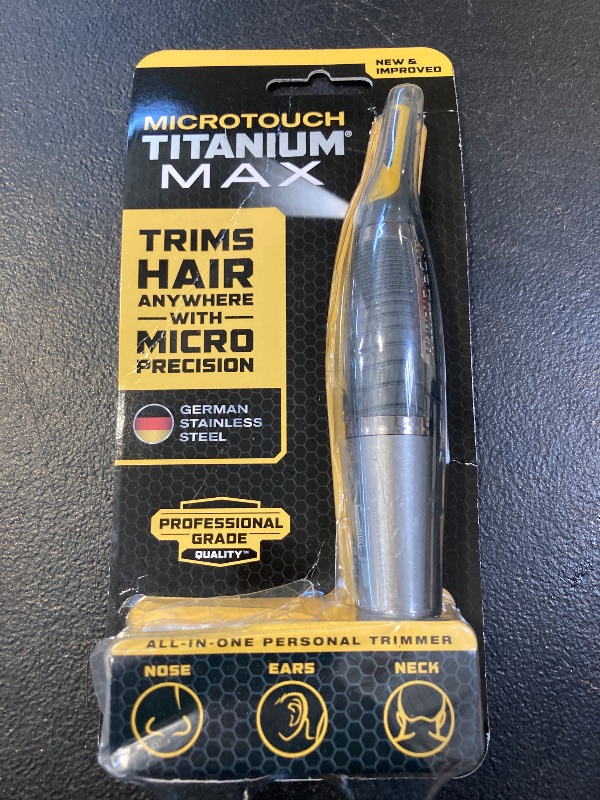 NEW &
IMPROVED
MICROTOUCH
TITANIUM®
MAX
TRIMS
HAIR
ANYWHERE
WITH
MICRO
PRECISION
GERMAN
STAINLESS
STEEL
PROFESSIONAL
GRADE
QUALITY™
ALL-IN-ONE PERSONAL TRIMMER
NOSE EARS NECK